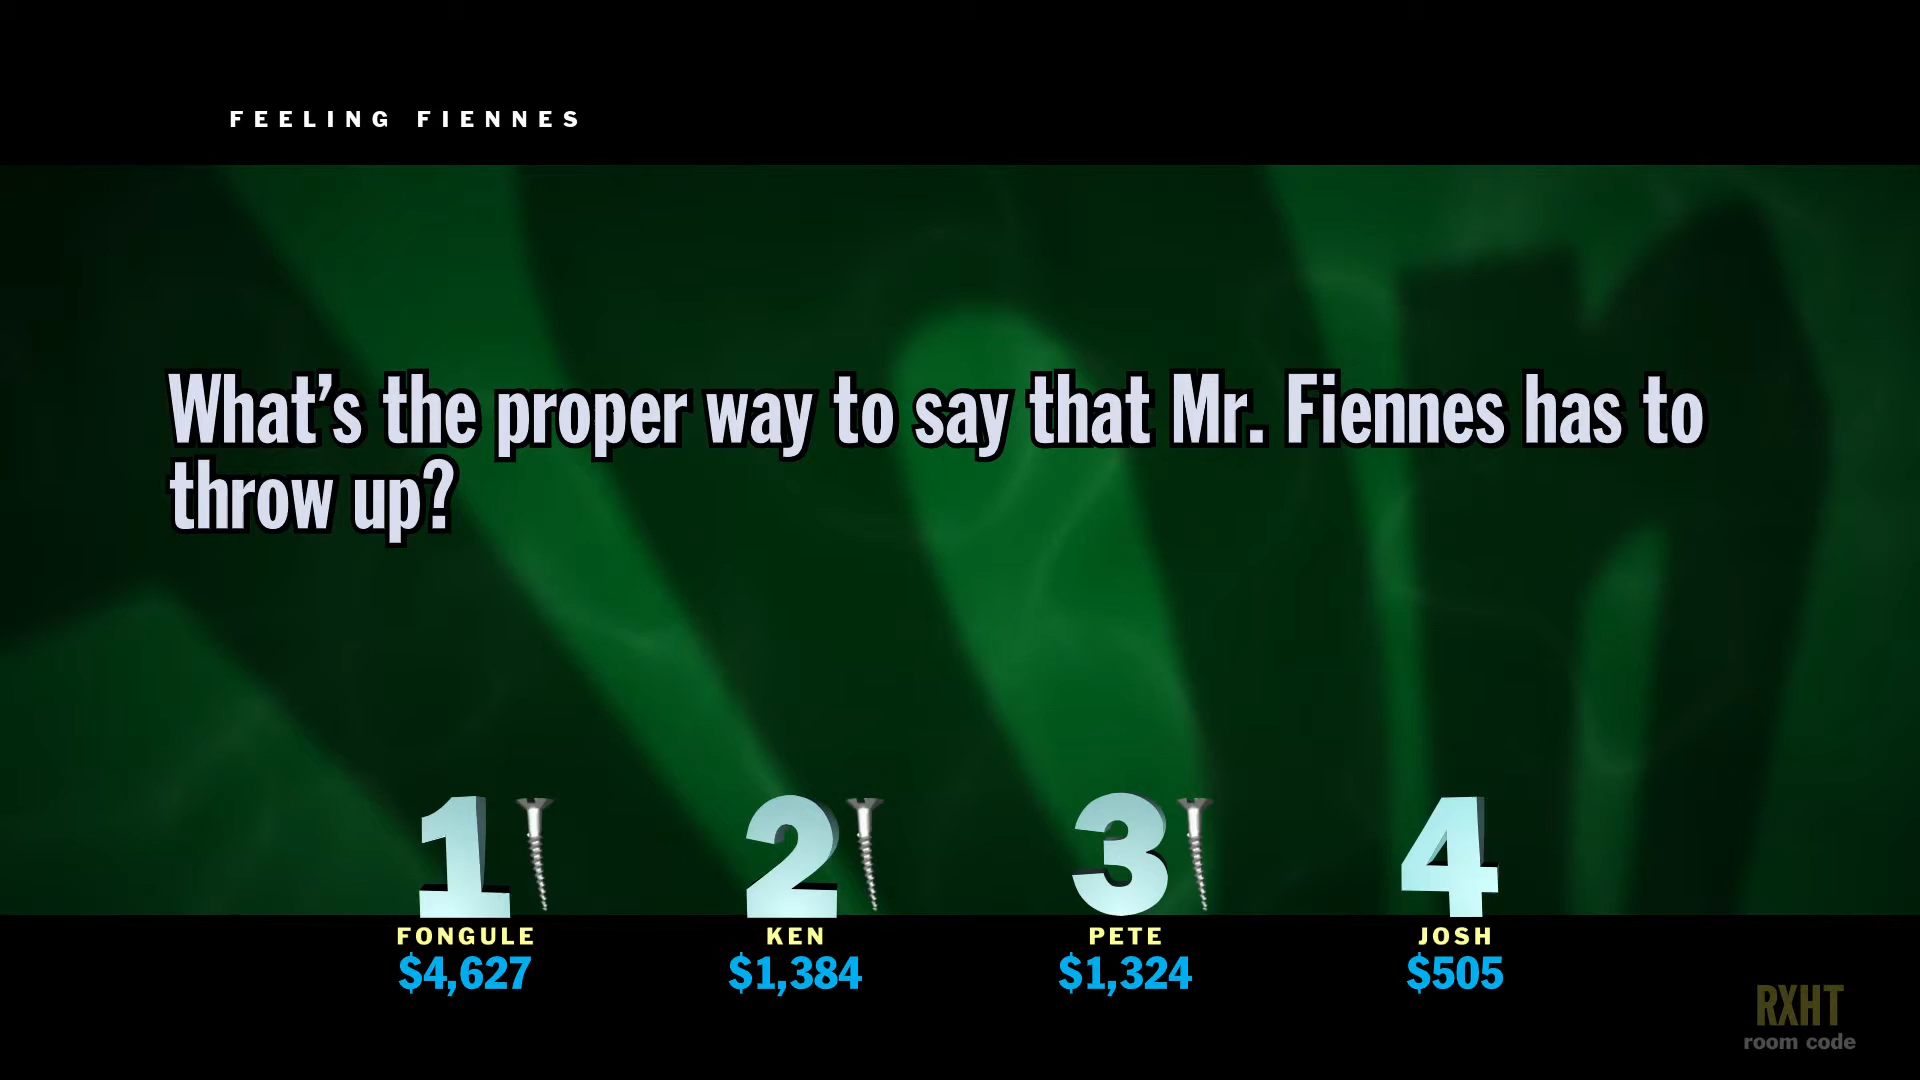 FEELING FIENNES
What's the proper way to say that Mr. Fiennes has to
throw up?
1 2 3 4
FONGULE KEN PETE JOSH
$4,627 $1,384 $1,324 $505
RXHT
room code